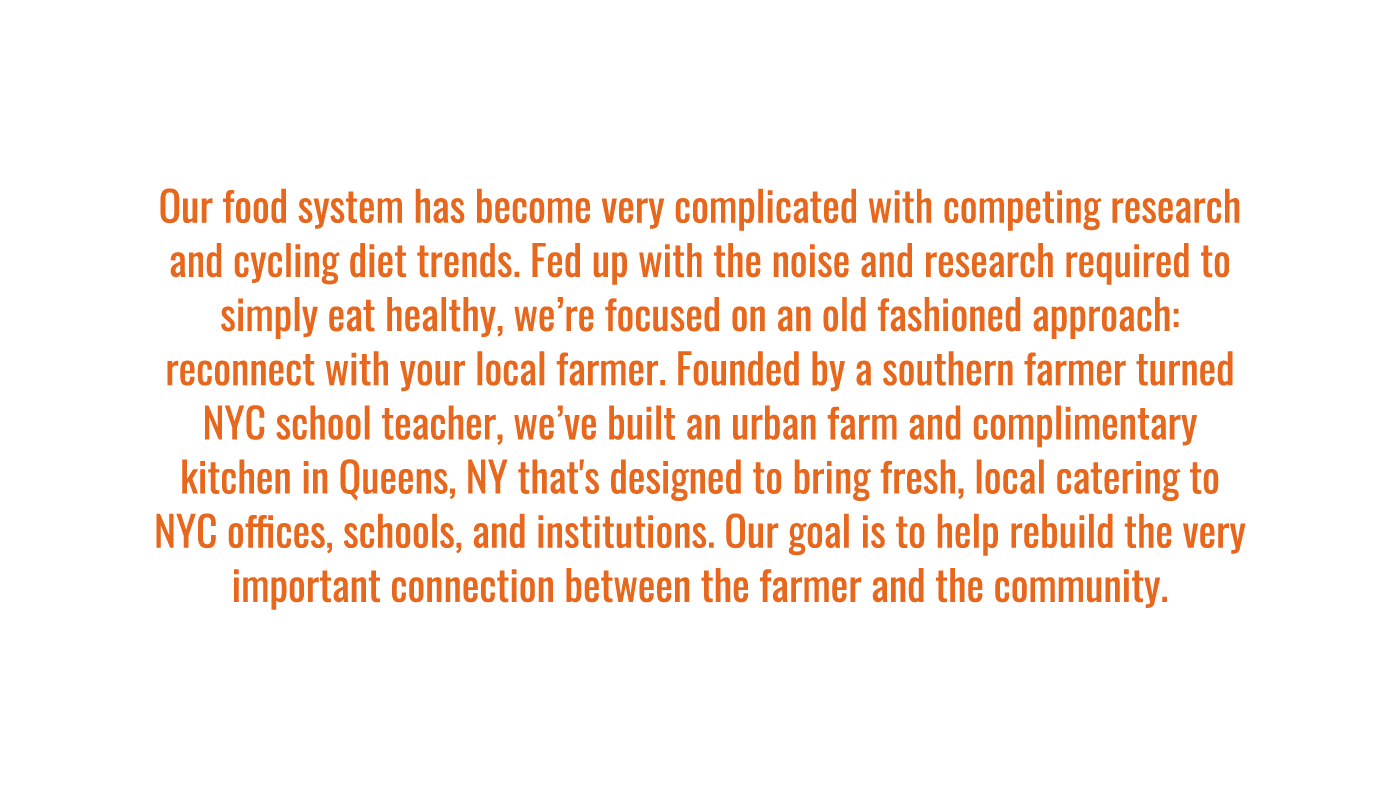 Our food system has become very complicated with competing research
and cycling diet trends. Fed up with the noise and research required to
simply eat healthy, we’re focused on an old fashioned approach:
reconnect with your local farmer. Founded by a southern farmer turned
NYC school teacher, we’ve built an urban farm and complimentary
kitchen in Queens, NY that's designed to bring fresh, local catering to
NYC offices, schools, and institutions. Our goal is to help rebuild the very
important connection between the farmer and the community.